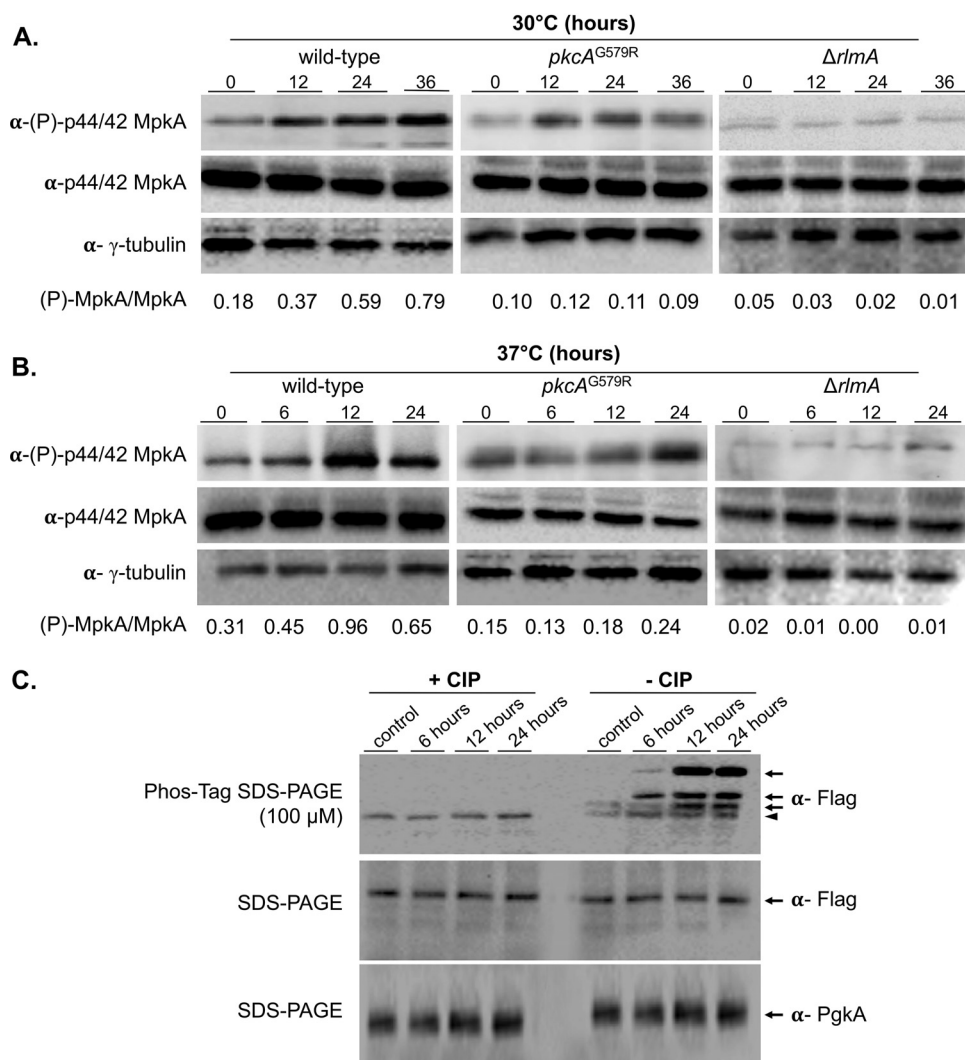 A.
30°C (hours)
wild-type pkcA^G579R ΔrlmA
0 12 24 36 0 12 24 36 0 12 24 36
α-(P)-p44/42 MpkA
α-p44/42 MpkA
α- γ-tubulin
(P)-MpkA/MpkA 0.18 0.37 0.59 0.79 0.10 0.12 0.11 0.09 0.05 0.03 0.02 0.01
B.
37°C (hours)
wild-type pkcA^G579R ΔrlmA
0 6 12 24 0 6 12 24 0 6 12 24
α-(P)-p44/42 MpkA
α-p44/42 MpkA
α- γ-tubulin
(P)-MpkA/MpkA 0.31 0.45 0.96 0.65 0.15 0.13 0.18 0.24 0.02 0.01 0.00 0.01
C.
+ CIP - CIP
control 6 hours 12 hours 24 hours control 6 hours 12 hours 24 hours
Phos-Tag SDS-PAGE α- Flag
(100 µM)
SDS-PAGE α- Flag
SDS-PAGE α- PgkA